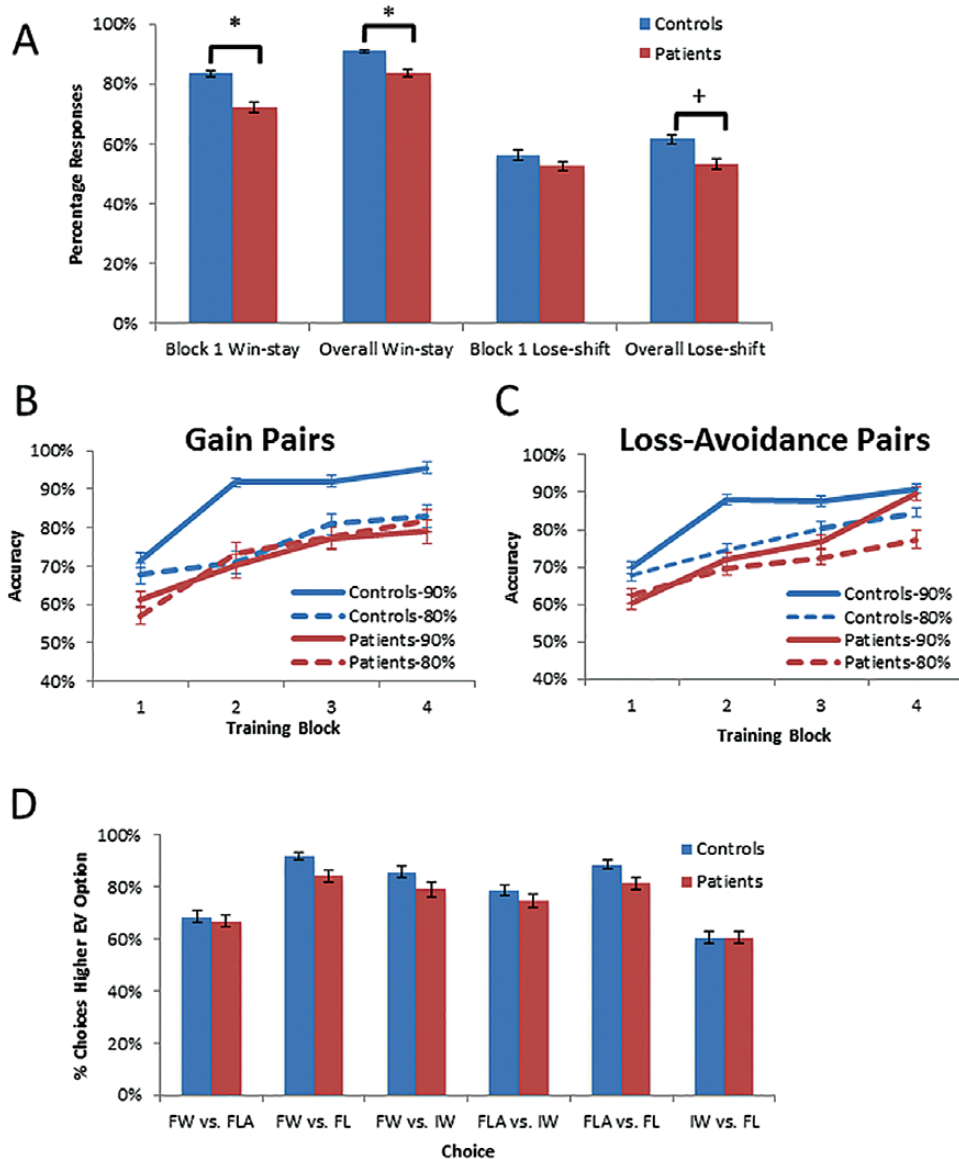 A
100%
80%
60%
40%
20%
0%
Percentage Responses
*
*
+
Controls
Patients
Block 1 Win-stay
Overall Win-stay
Block 1 Lose-shift
Overall Lose-shift
B
Gain Pairs
100%
90%
80%
70%
60%
50%
40%
Accuracy
Controls-90%
Controls-80%
Patients-90%
Patients-80%
1 2 3 4
Training Block
C
Loss-Avoidance Pairs
100%
90%
80%
70%
60%
50%
40%
Accuracy
Controls-90%
Controls-80%
Patients-90%
Patients-80%
1 2 3 4
Training Block
D
100%
80%
60%
40%
20%
0%
% Choices Higher EV Option
Controls
Patients
FW vs. FLA
FW vs. FL
FW vs. IW
FLA vs. IW
FLA vs. FL
IW vs. FL
Choice